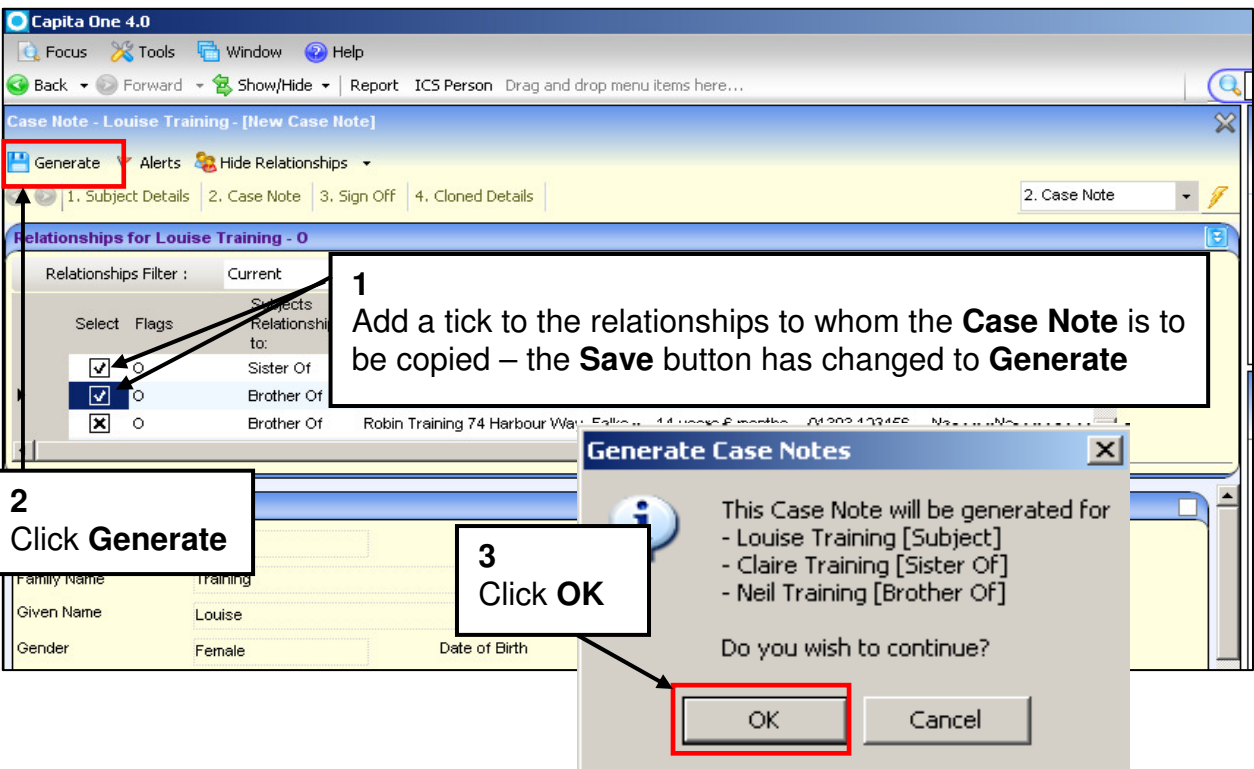 Capita One 4.0
Focus Tools Window Help
Back Forward Show/Hide Report ICS Person Drag and drop menu items here...
Case Note - Louise Training - [New Case Note]
Generate Alerts Hide Relationships
1. Subject Details 2. Case Note 3. Sign Off 4. Cloned Details 2. Case Note
Relationships for Louise Training - O
Relationships Filter : Current
1
Add a tick to the relationships to whom the Case Note is to
be copied – the Save button has changed to Generate
Subjects
Select Flags Relationship
to:
O Sister Of
O Brother Of
O Brother Of Robin Training 74 Harbour Way, 14 years 6 months 01303 123456
2
Click Generate
Family Name Training
Given Name Louise
Gender Female Date of Birth
3
Click OK
Generate Case Notes
This Case Note will be generated for
- Louise Training [Subject]
- Claire Training [Sister Of]
- Neil Training [Brother Of]
Do you wish to continue?
OK Cancel